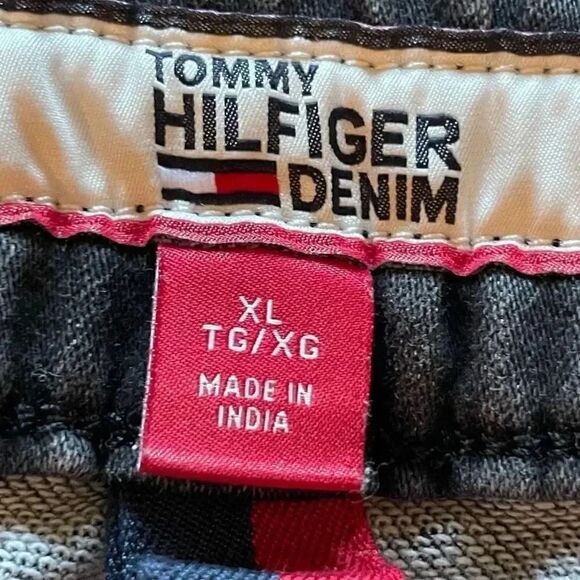 TOMMY
HILFIGER
DENIM
XL
TG/XG
MADE IN
INDIA